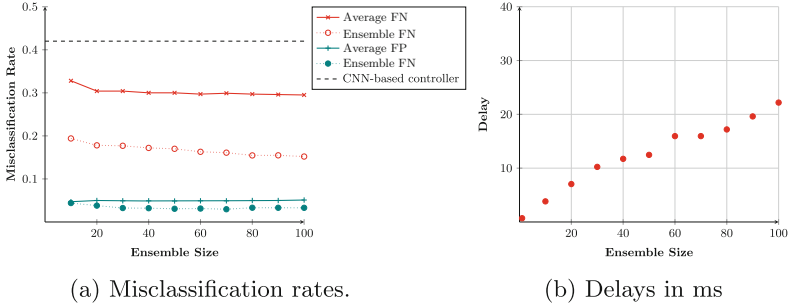 0.5
0.4
0.3
0.2
0.1
20
40
60
80
100
Misclassification Rate
Ensemble Size
Average FN
Ensemble FN
Average FP
Ensemble FN
CNN-based controller
(a) Misclassification rates.
40
30
20
10
20
40
60
80
100
Delay
Ensemble Size
(b) Delays in ms